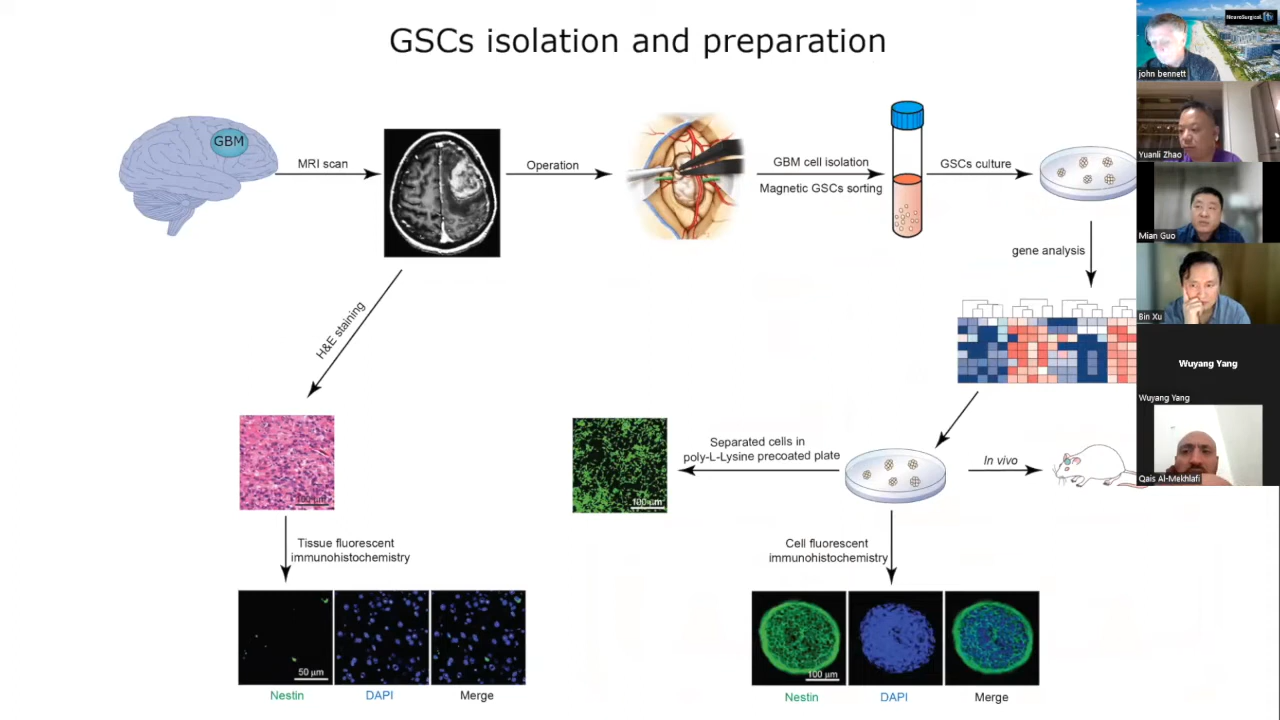 GSCs isolation and preparation
NeuroSurgical tv
john bennett
GBM
MRI scan
Operation
GBM cell isolation
Magnetic GSCs sorting
GSCs culture
Yuanli Zhao
Mian Guo
gene analysis
Bin Xu
H&E staining
Wuyang Yang
Wuyang Yang
100 μm
100 μm
Separated cells in
poly-L-Lysine precoated plate
In vivo
Qais Al-Mekhlafi
Tissue fluorescent
immunohistochemistry
Cell fluorescent
immunohistochemistry
50 μm
100 μm
Nestin
DAPI
Merge
Nestin
DAPI
Merge